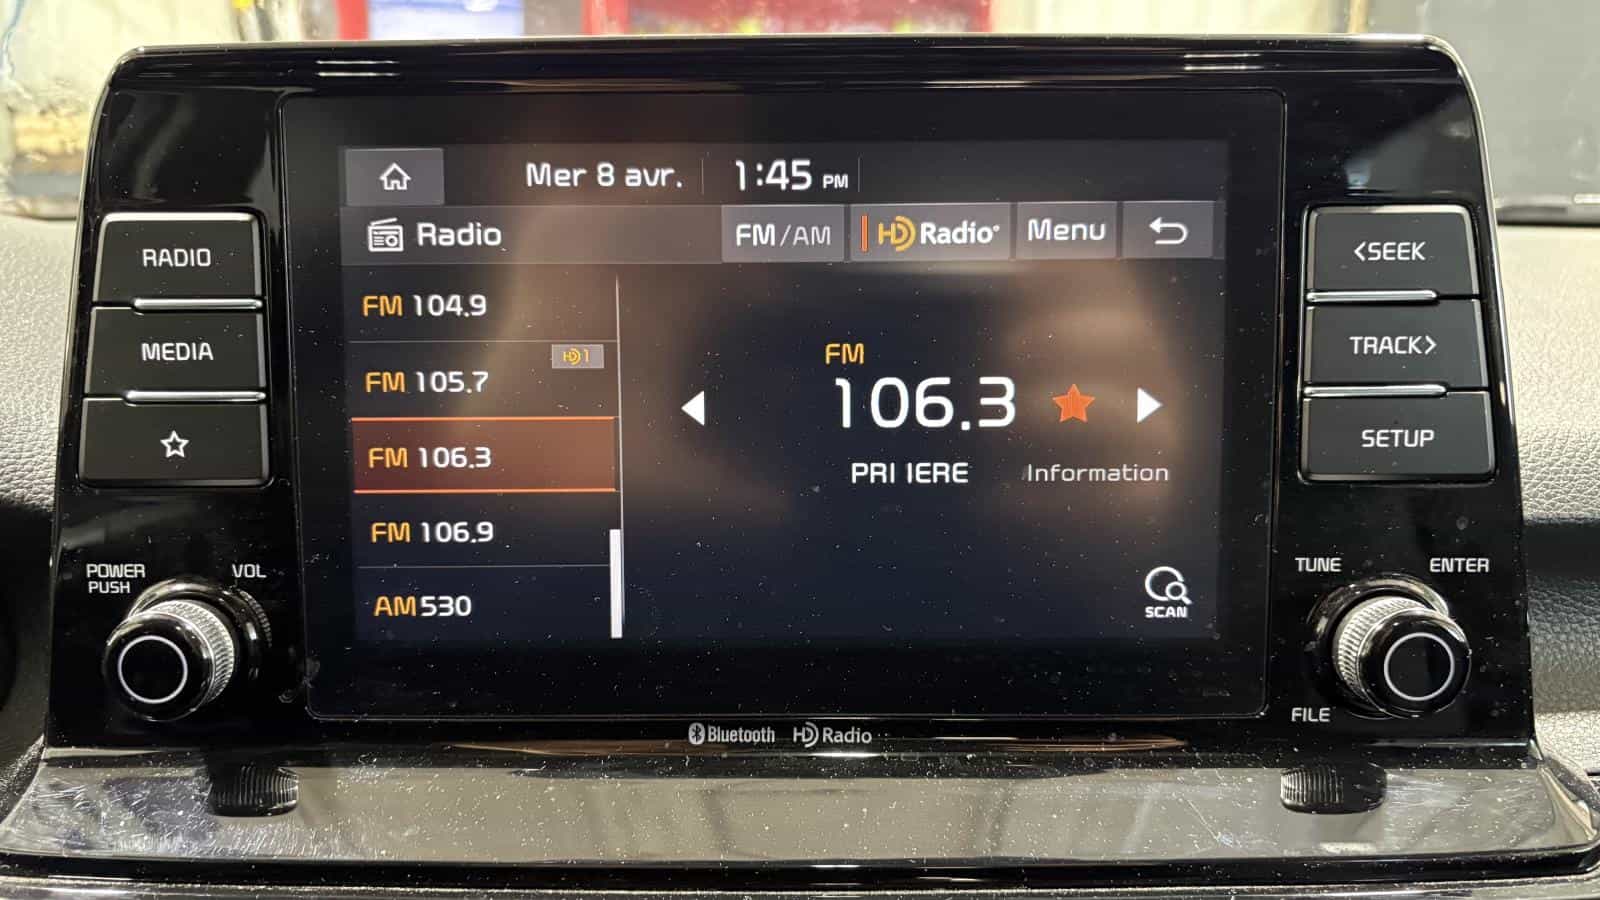 Mer 8 avr. 1:45 PM
Radio FM/AM HD Radio Menu
RADIO
MEDIA
POWER
PUSH
VOL
FM 104.9
HD1
FM 105.7
FM 106.3
FM 106.9
AM 530
FM
106.3
PRI IERE Information
SCAN
<SEEK
TRACK>
SETUP
TUNE
ENTER
FILE
Bluetooth HD Radio